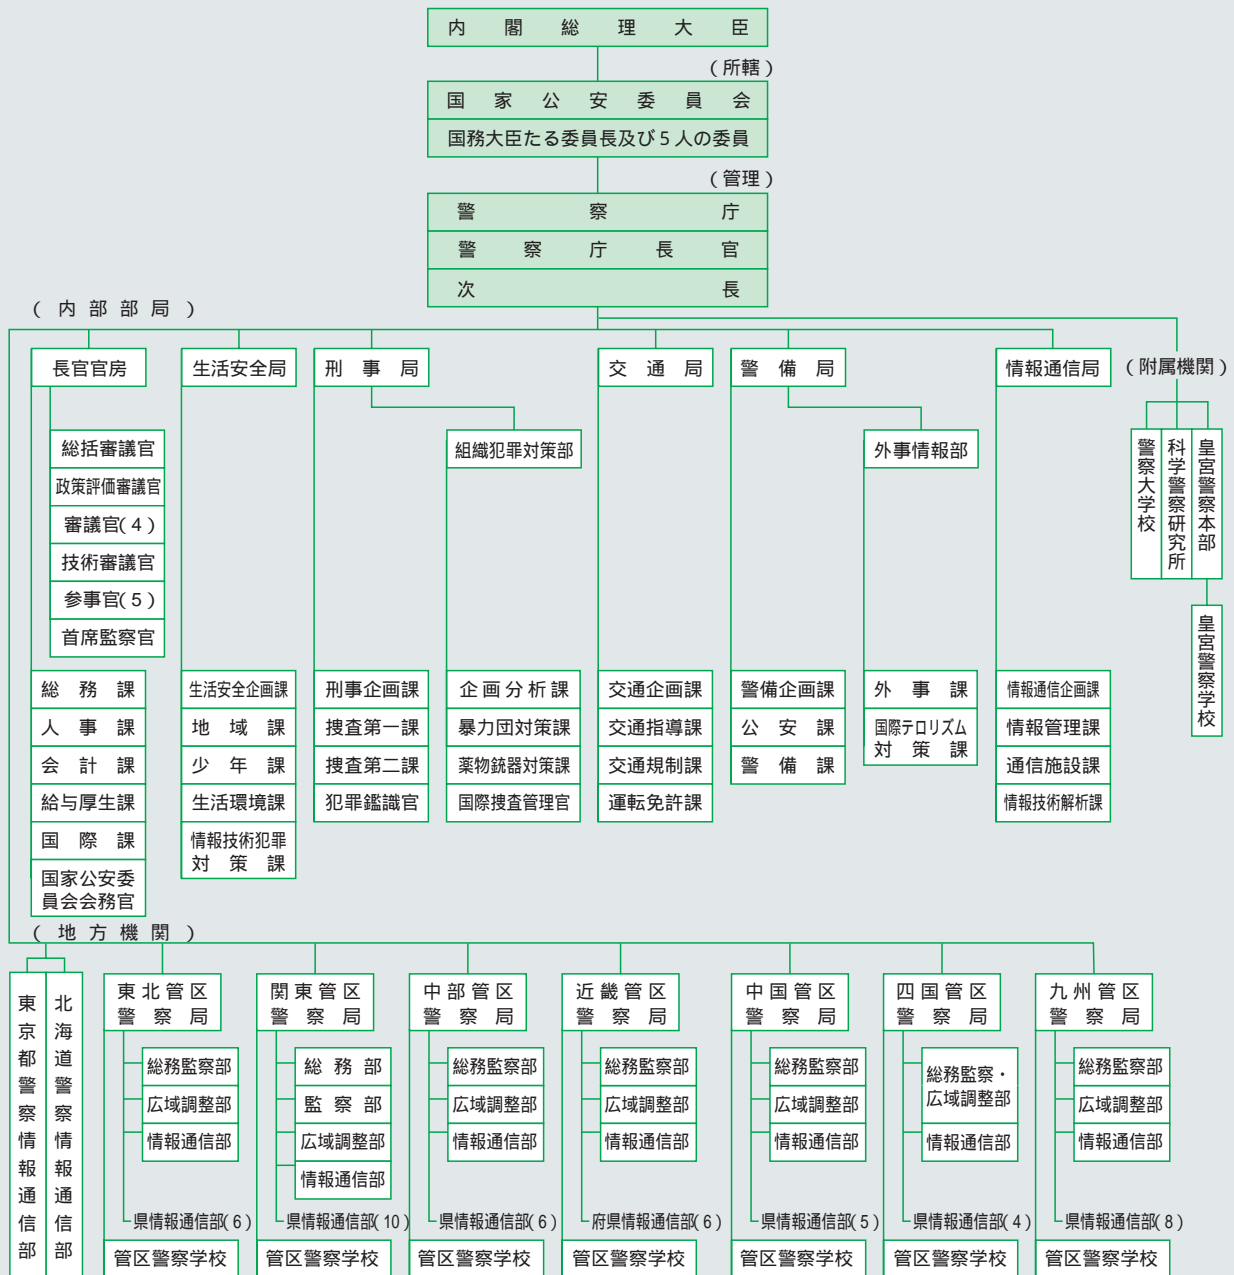 内閣総理大臣
(所轄)
国家公安委員会
国務大臣たる委員長及び5人の委員
(管理)
警察庁
警察庁長官
次長
(内部部局)
長官官房
生活安全局
刑事局
交通局
警備局
情報通信局
(附属機関)
総括審議官
政策評価審議官
審議官(4)
技術審議官
参事官(5)
首席監察官
組織犯罪対策部
外事情報部
警察大学校
科学警察研究所
皇宮警察本部
皇宮警察学校
総務課
人事課
会計課
給与厚生課
国際課
国家公安委
員会会務官
生活安全企画課
地域課
少年課
生活環境課
情報技術犯罪
対策課
刑事企画課
捜査第一課
捜査第二課
犯罪鑑識官
企画分析課
暴力団対策課
薬物銃器対策課
国際捜査管理官
交通企画課
交通指導課
交通規制課
運転免許課
警備企画課
公安課
警備課
外事課
国際テロリズム
対策課
情報通信企画課
情報管理課
通信施設課
情報技術解析課
(地方機関)
東京都警察情報通信部
北海道警察情報通信部
東北管区
警察局
総務監察部
広域調整部
情報通信部
県情報通信部(6)
管区警察学校
関東管区
警察局
総務部
監察部
広域調整部
情報通信部
県情報通信部(10)
管区警察学校
中部管区
警察局
総務監察部
広域調整部
情報通信部
県情報通信部(6)
管区警察学校
近畿管区
警察局
総務監察部
広域調整部
情報通信部
府県情報通信部(6)
管区警察学校
中国管区
警察局
総務監察部
広域調整部
情報通信部
県情報通信部(5)
管区警察学校
四国管区
警察局
総務監察・
広域調整部
情報通信部
県情報通信部(4)
管区警察学校
九州管区
警察局
総務監察部
広域調整部
情報通信部
県情報通信部(8)
管区警察学校